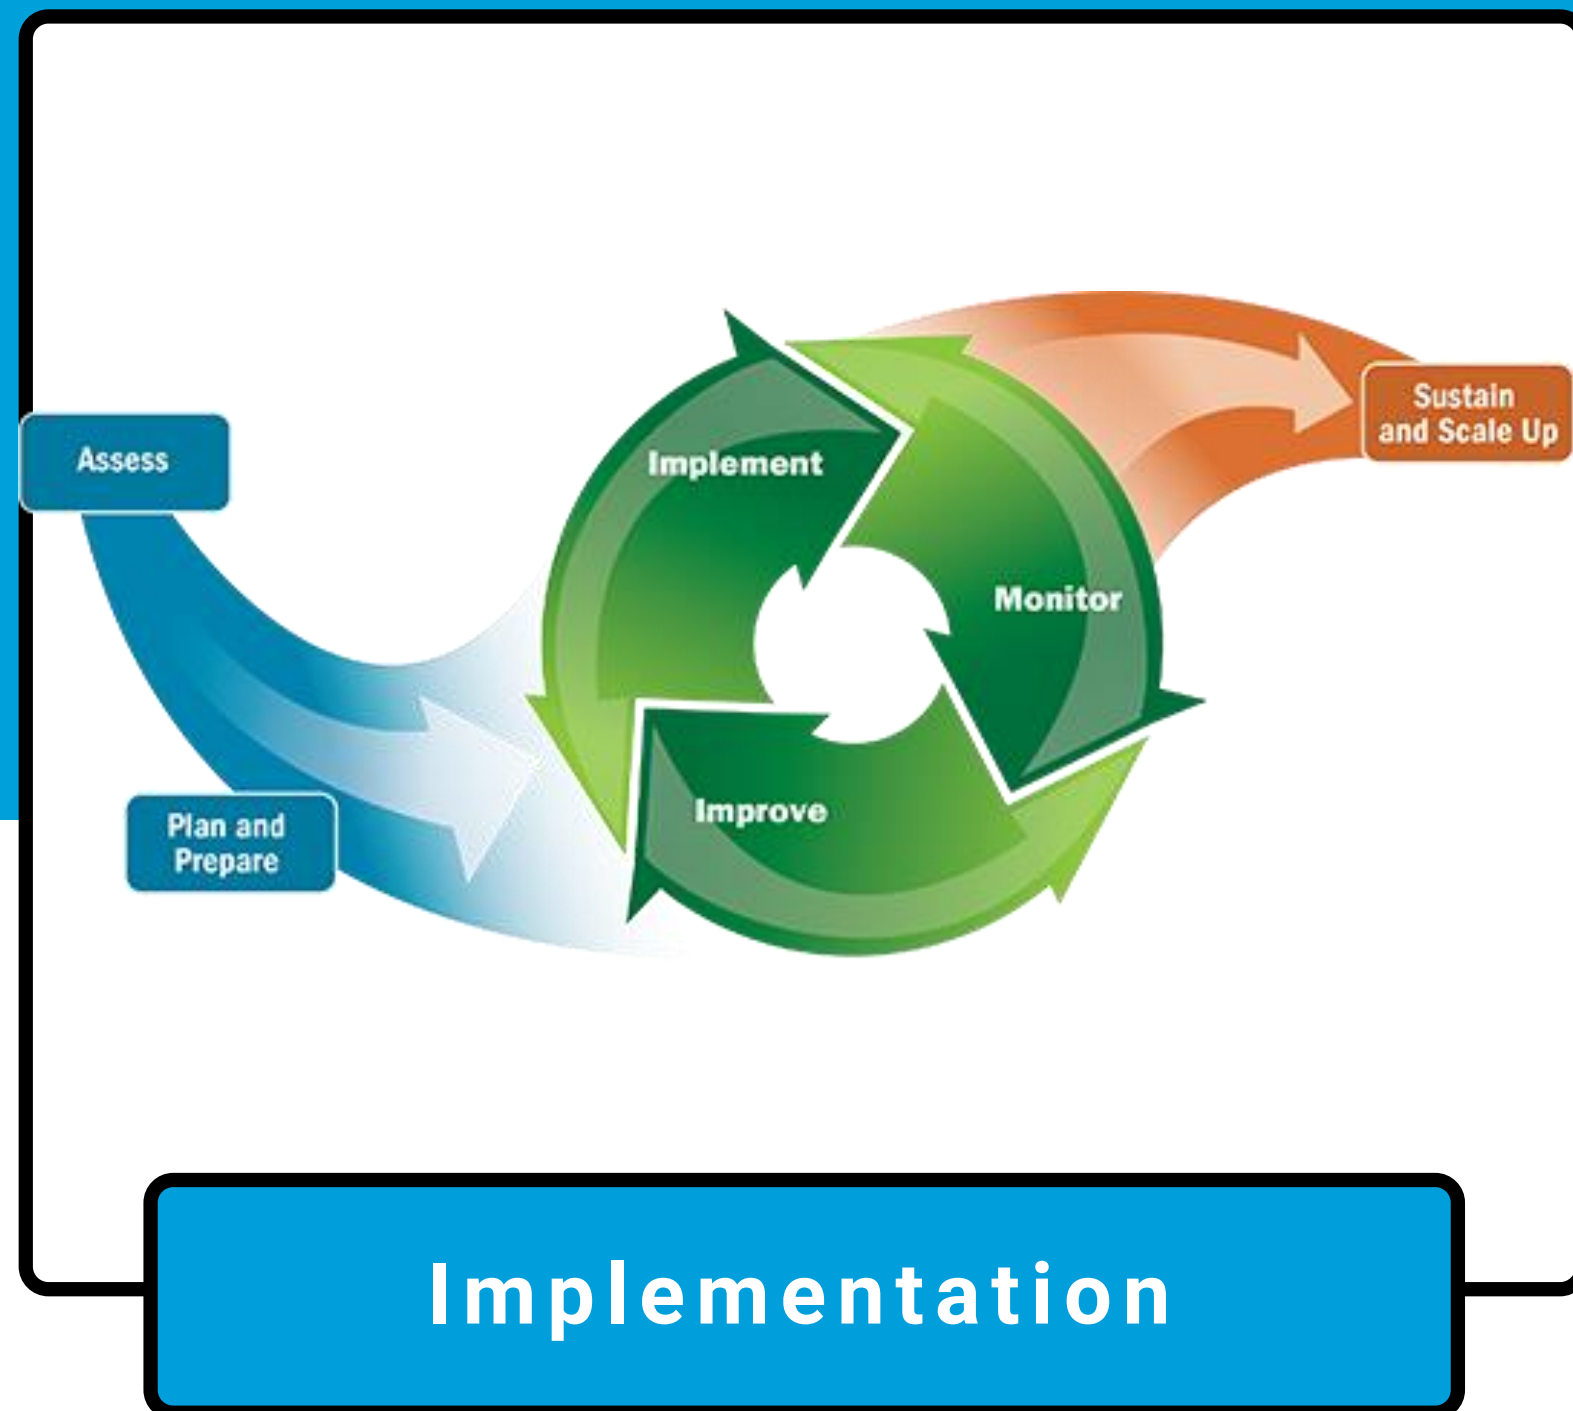 Assess
Plan and
Prepare
Implement
Monitor
Improve
Sustain
and Scale Up
Implementation